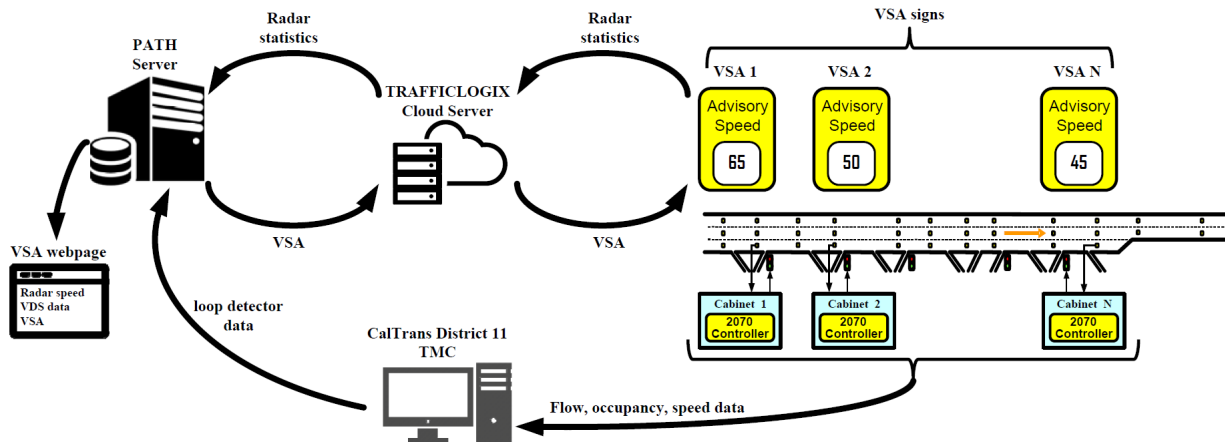 Radar
statistics
Radar
statistics
VSA signs
PATH
Server
TRAFFICLOGIX
Cloud Server
VSA 1
VSA 2
VSA N
Advisory
Speed
65
Advisory
Speed
50
Advisory
Speed
45
VSA
VSA
VSA webpage
Radar speed
VDS data
VSA
loop detector
data
CalTrans District 11
TMC
Cabinet 1
2070
Controller
Cabinet 2
2070
Controller
Cabinet N
2070
Controller
Flow, occupancy, speed data